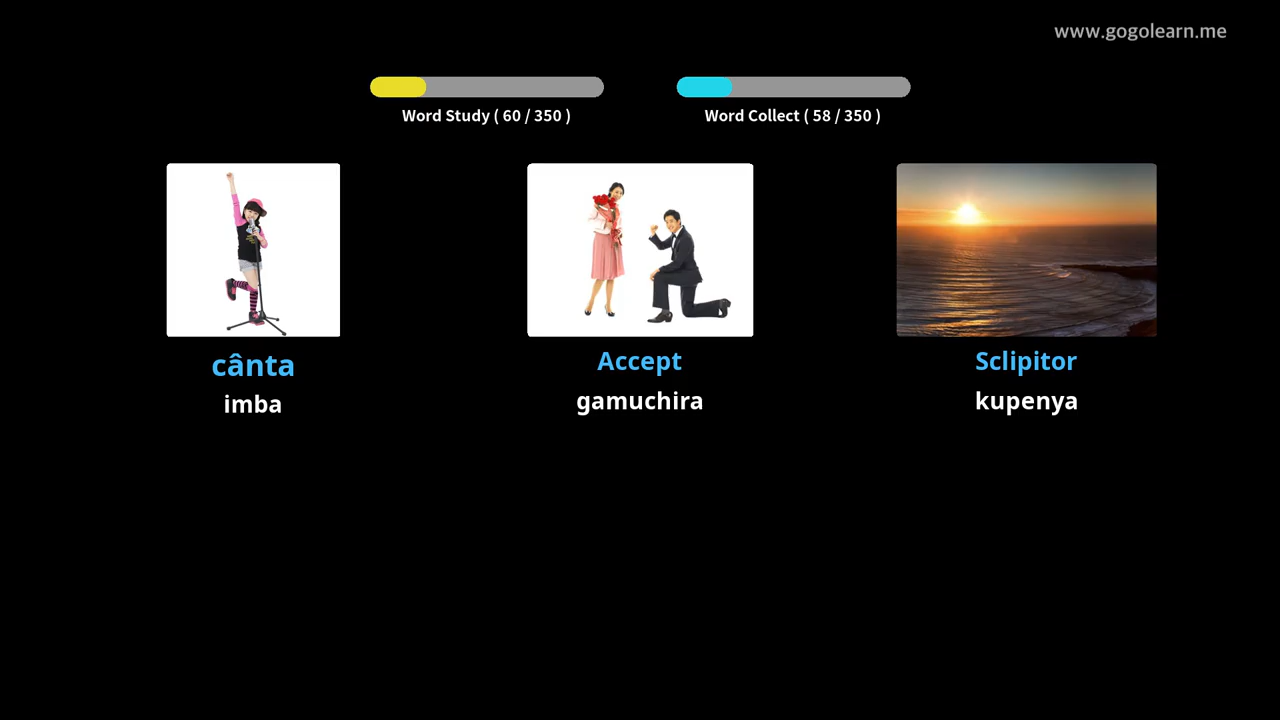 www.gogolearn.me
Word Study ( 60 / 350 )
Word Collect ( 58 / 350 )
cânta
imba
Accept
gamuchira
Sclipitor
kupenya